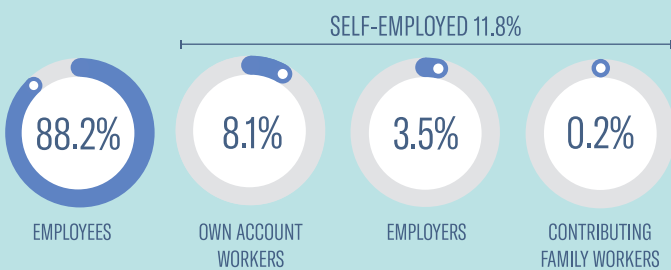 SELF-EMPLOYED 11.8%
88.2%
8.1%
3.5%
0.2%
EMPLOYEES
OWN ACCOUNT
WORKERS
EMPLOYERS
CONTRIBUTING
FAMILY WORKERS